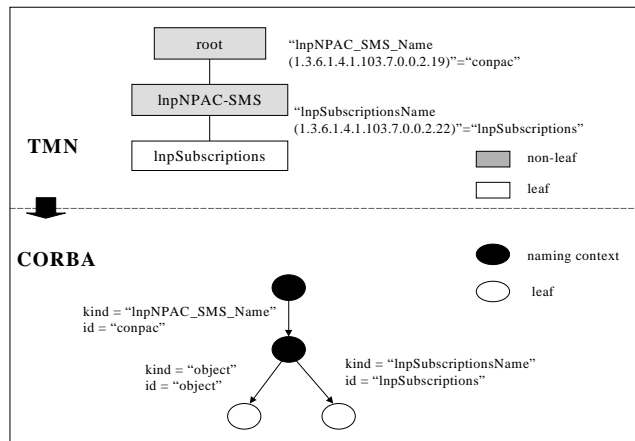 root
“lnpNPAC_SMS_Name
(1.3.6.1.4.1.103.7.0.0.2.19)”=“conpac”
lnpNPAC-SMS
“lnpSubscriptionsName
(1.3.6.1.4.1.103.7.0.0.2.22)”=“lnpSubscriptions”
TMN
lnpSubscriptions
non-leaf
leaf
CORBA
naming context
leaf
kind = “lnpNPAC_SMS_Name”
id = “conpac”
kind = “object”
id = “object”
kind = “lnpSubscriptionsName”
id = “lnpSubscriptions”